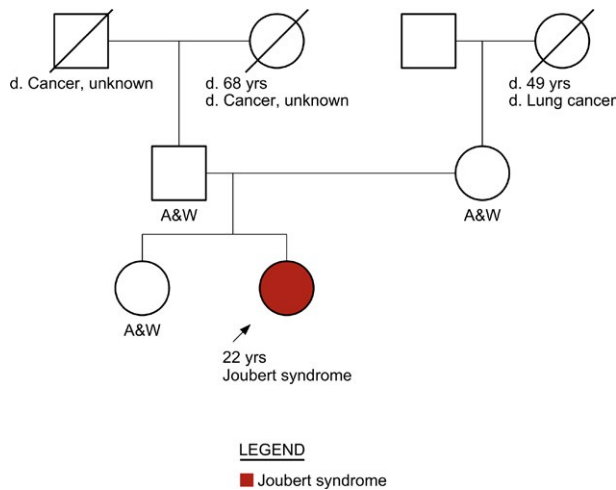 d. Cancer, unknown
d. 68 yrs
d. Cancer, unknown
d. 49 yrs
d. Lung cancer
A&W
A&W
A&W
22 yrs
Joubert syndrome
LEGEND
Joubert syndrome